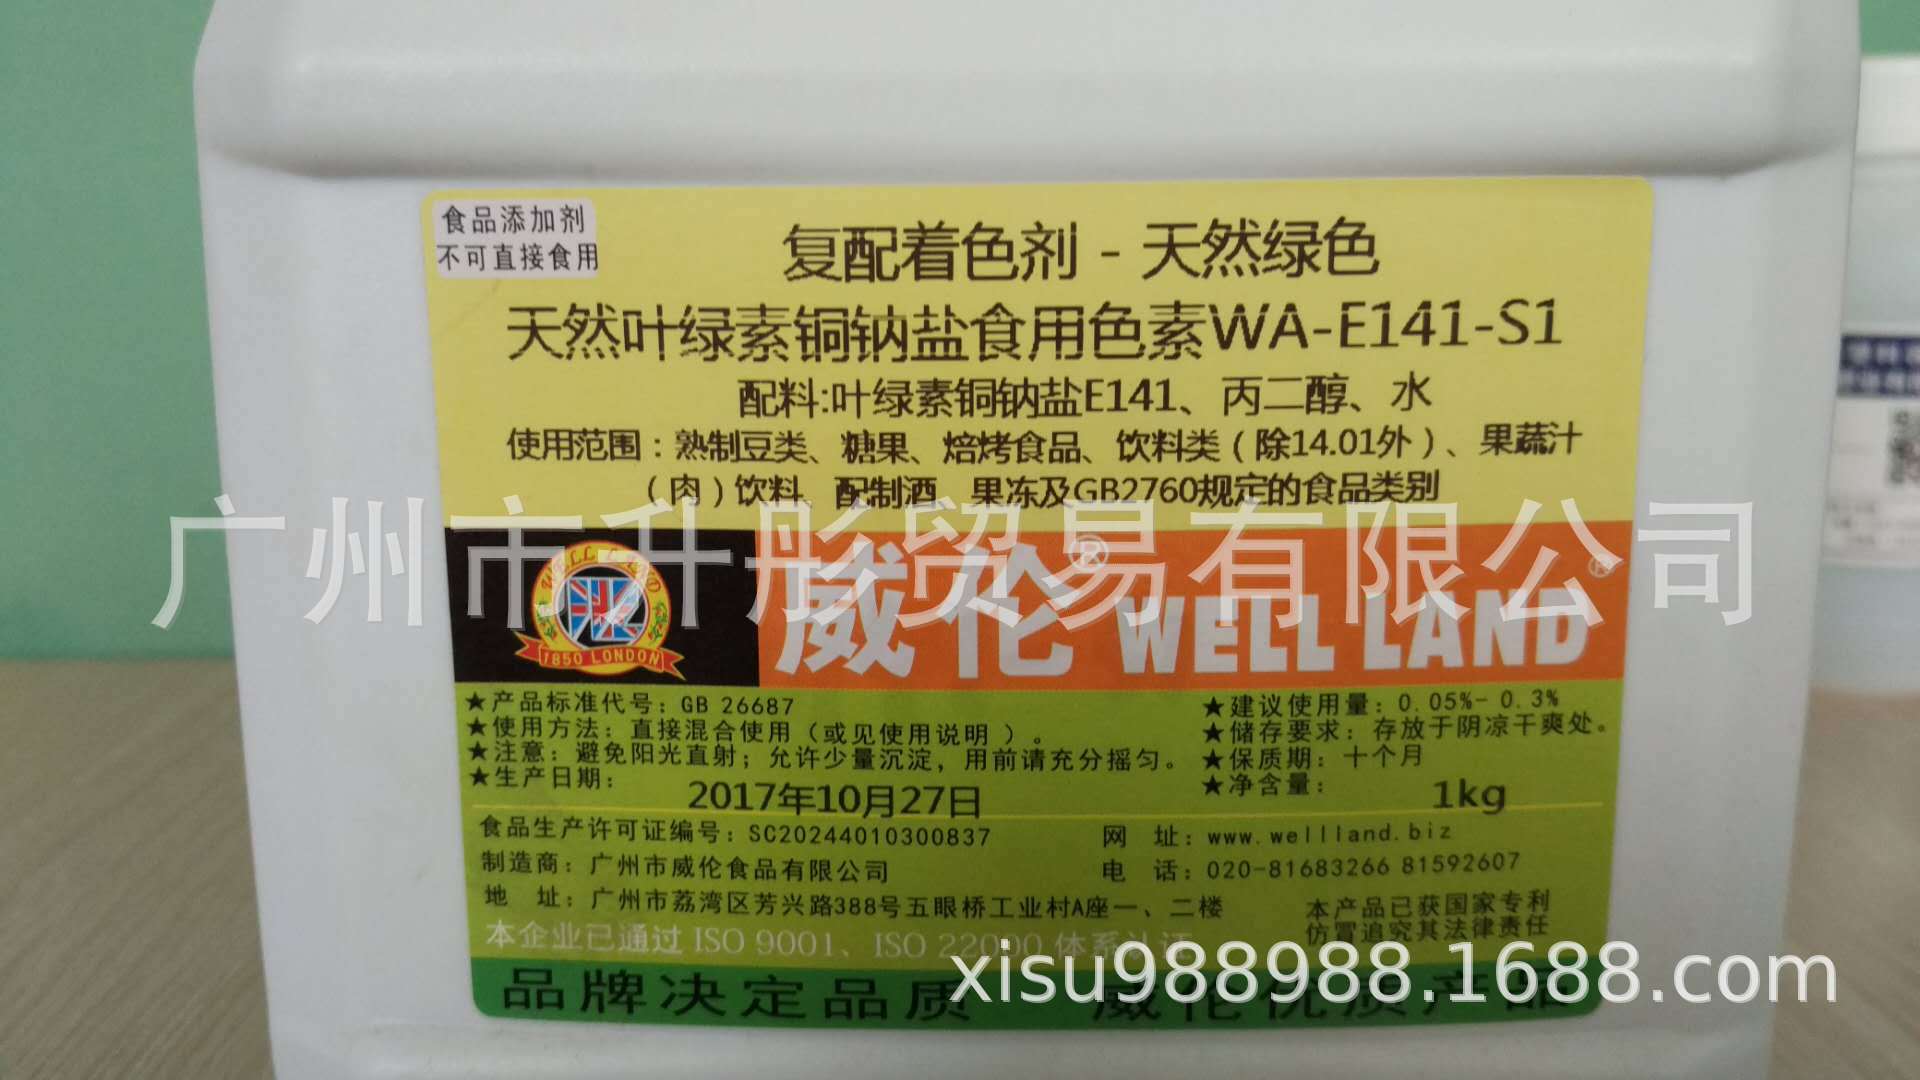 食品添加剂
不可直接食用
复配着色剂 - 天然绿色
天然叶绿素铜钠盐食用色素WA-E141-S1
配料:叶绿素铜钠盐E141、丙二醇、水
使用范围：熟制豆类、糖果、焙烤食品、饮料类（除14.01外）、果蔬汁
（肉）饮料、配制酒、果冻及GB2760规定的食品类别
广州市升彤贸易有限公司
WELL LAND
1850 LONDON
威伦® WELL LAND®
★产品标准代号：GB 26687
★使用方法：直接混合使用（或见使用说明 ）。
★注意：避免阳光直射；允许少量沉淀，用前请充分摇匀。
★生产日期：
2017年10月27日
★建议使用量：0.05%- 0.3%
★储存要求：存放于阴凉干爽处。
★保质期：十个月
★净含量：
1kg
食品生产许可证编号：SC20244010300837
网 址：www.wellland.biz
制造商：广州市威伦食品有限公司
电 话：020-81683266 81592607
地 址：广州市荔湾区芳兴路388号五眼桥工业村A座一、二楼
本产品已获国家专利
仿冒追究其法律责任
本企业已通过 ISO 9001、ISO 22000 体系认证
品牌决定品质 威伦优质产品
xisu988988.1688.com